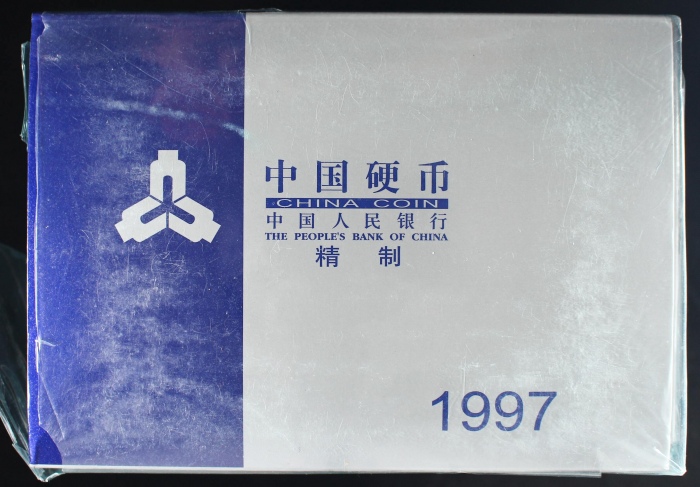 中国硬币
CHINA COIN
中国人民银行
THE PEOPLE'S BANK OF CHINA
精 制
1997